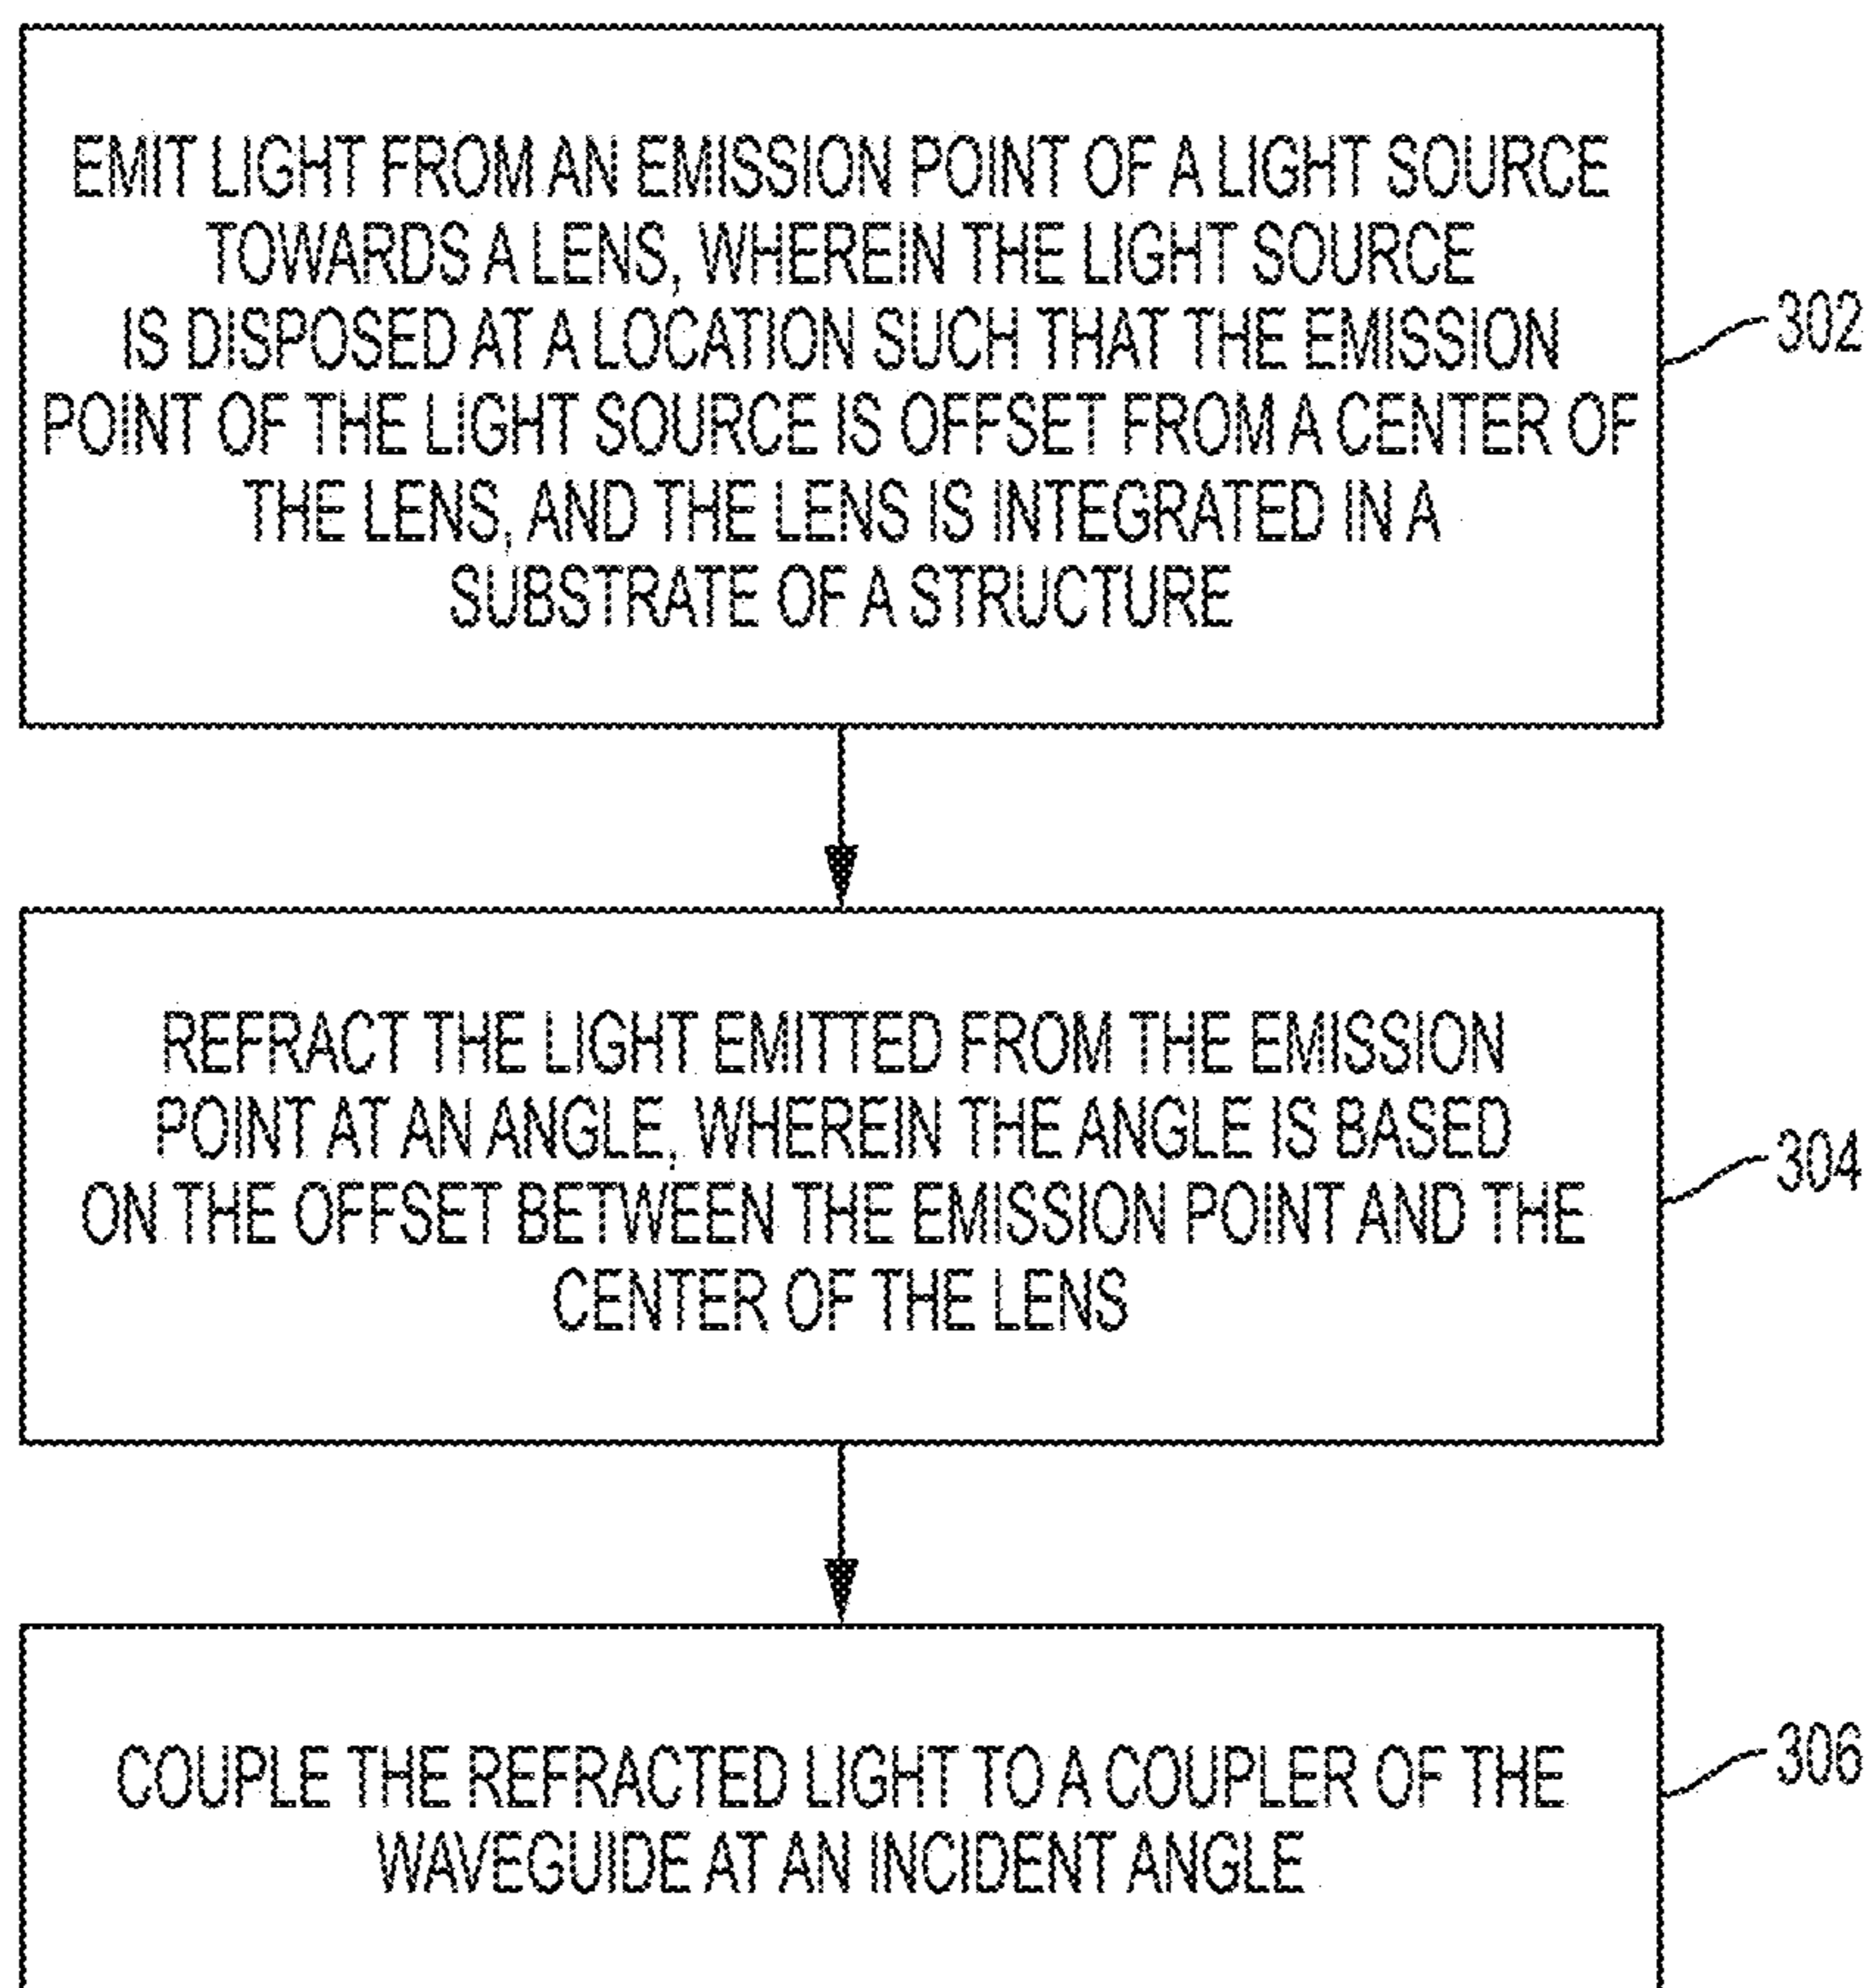 EMIT LIGHT FROM AN EMISSION POINT OF A LIGHT SOURCE
TOWARDS A LENS, WHEREIN THE LIGHT SOURCE
IS DISPOSED AT A LOCATION SUCH THAT THE EMISSION
POINT OF THE LIGHT SOURCE IS OFFSET FROM A CENTER OF
THE LENS, AND THE LENS IS INTEGRATED IN A
SUBSTRATE OF A STRUCTURE
302
REFRACT THE LIGHT EMITTED FROM THE EMISSION
POINT AT AN ANGLE, WHEREIN THE ANGLE IS BASED
ON THE OFFSET BETWEEN THE EMISSION POINT AND THE
CENTER OF THE LENS
304
COUPLE THE REFRACTED LIGHT TO A COUPLER OF THE
WAVEGUIDE AT AN INCIDENT ANGLE
306